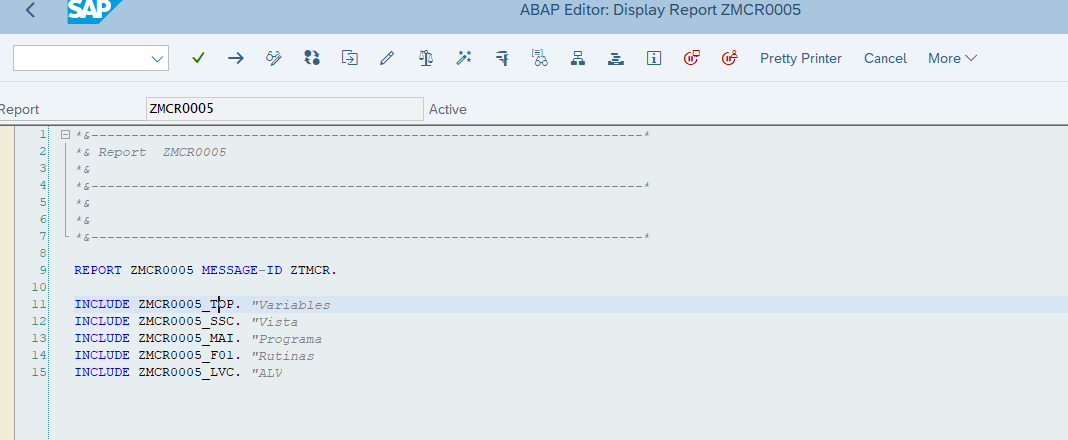 SAP
ABAP Editor: Display Report ZMCR0005
Pretty Printer Cancel More
Report ZMCR0005 Active
1 *&---------------------------------------------------------------------*
2 *& Report  ZMCR0005
3 *&
4 *&---------------------------------------------------------------------*
5 *&
6 *&
7 *&---------------------------------------------------------------------*
8
9 REPORT ZMCR0005 MESSAGE-ID ZTMCR.
10
11 INCLUDE ZMCR0005_TOP. "Variables
12 INCLUDE ZMCR0005_SSC. "Vista
13 INCLUDE ZMCR0005_MAI. "Programa
14 INCLUDE ZMCR0005_F01. "Rutinas
15 INCLUDE ZMCR0005_LVC. "ALV